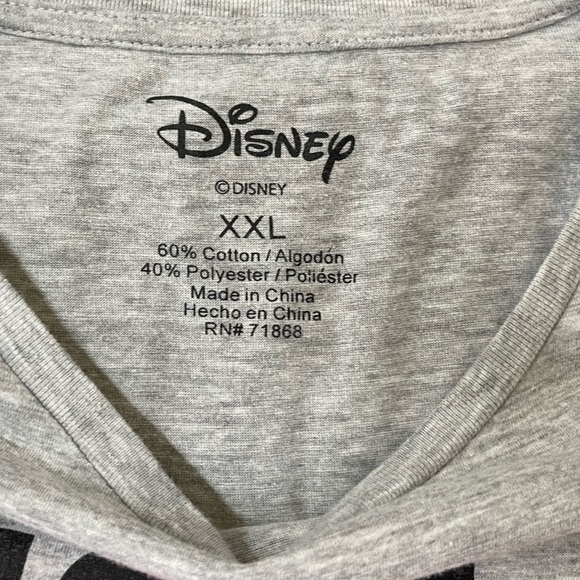 Disney
© DISNEY
XXL
60% Cotton / Algodón
40% Polyester / Poliéster
Made in China
Hecho en China
RN# 71868